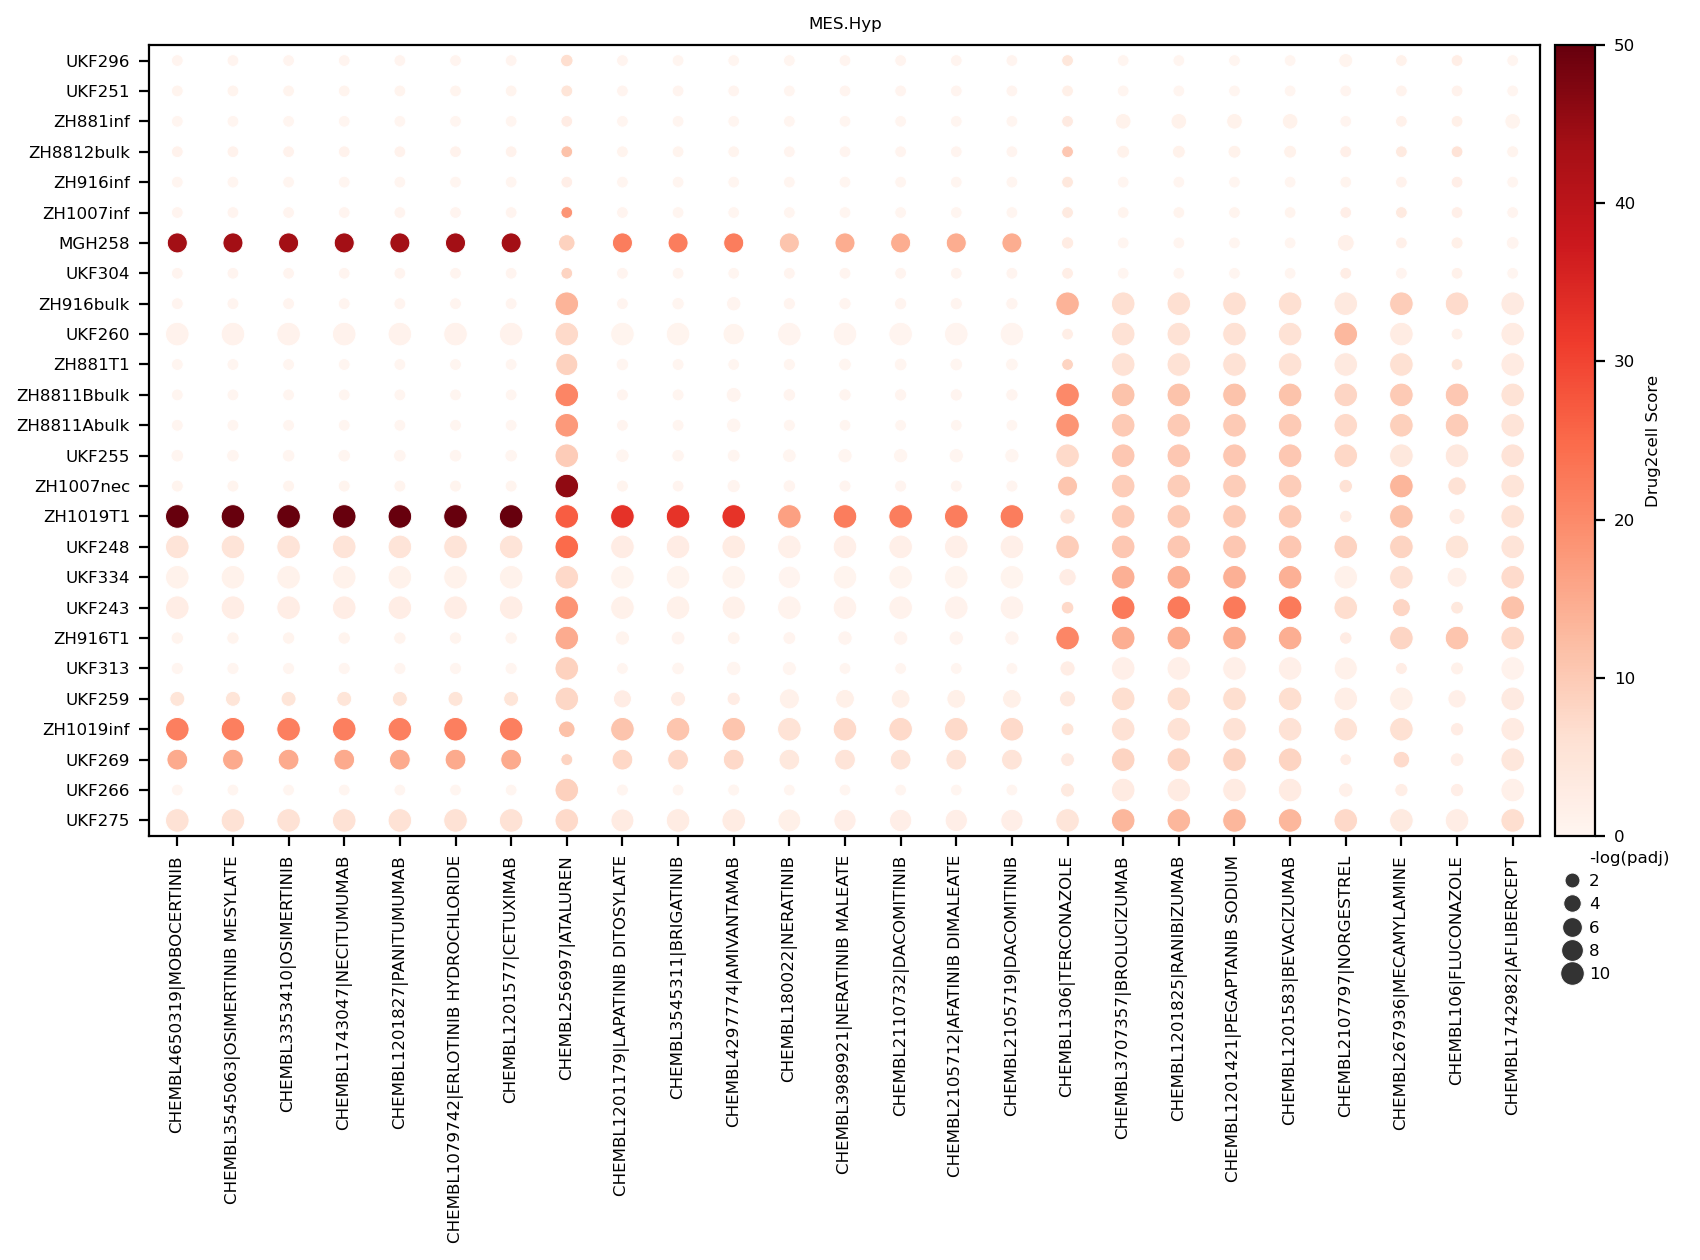 MES.Hyp
UKF296
UKF251
ZH881inf
ZH8812bulk
ZH916inf
ZH1007inf
MGH258
UKF304
ZH916bulk
UKF260
ZH881T1
ZH8811Bbulk
ZH8811Abulk
UKF255
ZH1007nec
ZH1019T1
UKF248
UKF334
UKF243
ZH916T1
UKF313
UKF259
ZH1019inf
UKF269
UKF266
UKF275
CHEMBL4650319|MOBOCERTINIB
CHEMBL3545063|OSIMERTINIB MESYLATE
CHEMBL3353410|OSIMERTINIB
CHEMBL1743047|NECITUMUMAB
CHEMBL1201827|PANITUMUMAB
CHEMBL1079742|ERLOTINIB HYDROCHLORIDE
CHEMBL1201577|CETUXIMAB
CHEMBL256997|ATALUREN
CHEMBL1201179|LAPATINIB DITOSYLATE
CHEMBL3545311|BRIGATINIB
CHEMBL4297774|AMIVANTAMAB
CHEMBL180022|NERATINIB
CHEMBL3989921|NERATINIB MALEATE
CHEMBL2110732|DACOMITINIB
CHEMBL2105712|AFATINIB DIMALEATE
CHEMBL2105719|DACOMITINIB
CHEMBL1306|TERCONAZOLE
CHEMBL3707357|BROLUCIZUMAB
CHEMBL1201825|RANIBIZUMAB
CHEMBL1201421|PEGAPTANIB SODIUM
CHEMBL1201583|BEVACIZUMAB
CHEMBL2107797|NORGESTREL
CHEMBL267936|MECAMYLAMINE
CHEMBL106|FLUCONAZOLE
CHEMBL1742982|AFLIBERCEPT
50
40
30
20
10
0
Drug2cell Score
-log(padj)
2
4
6
8
10